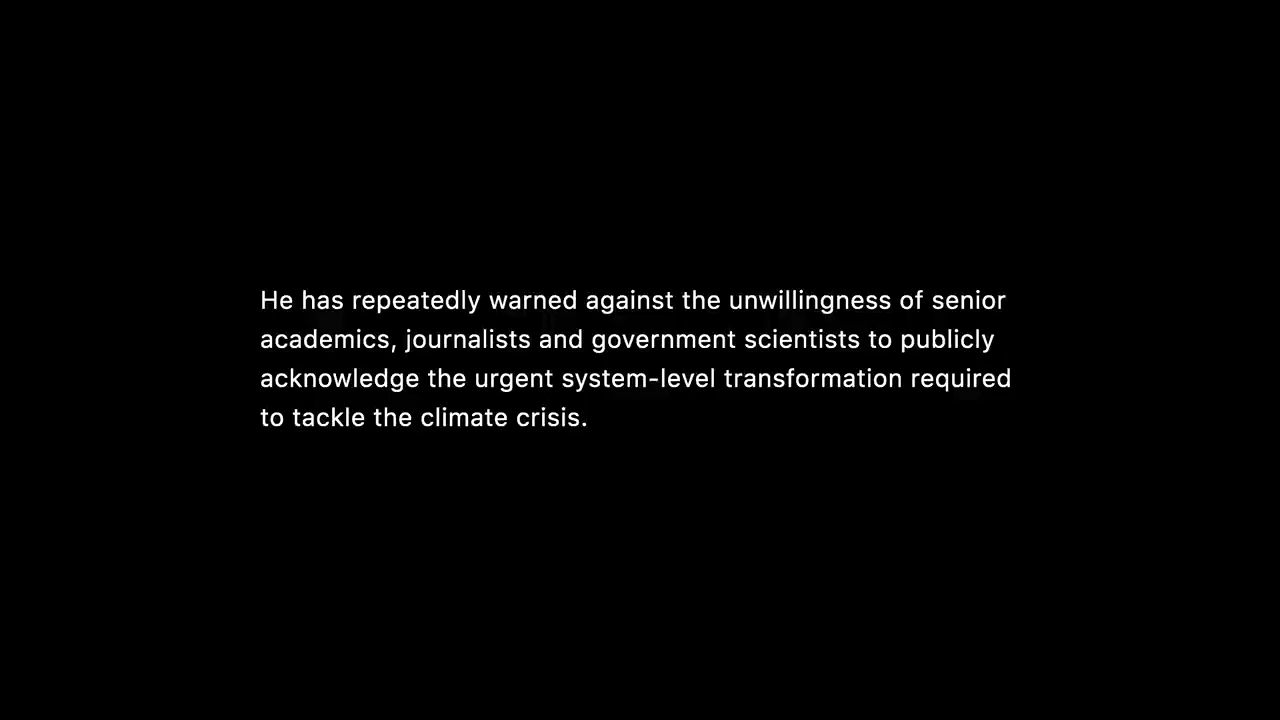 He has repeatedly warned against the unwillingness of senior
academics, journalists and government scientists to publicly
acknowledge the urgent system-level transformation required
to tackle the climate crisis.